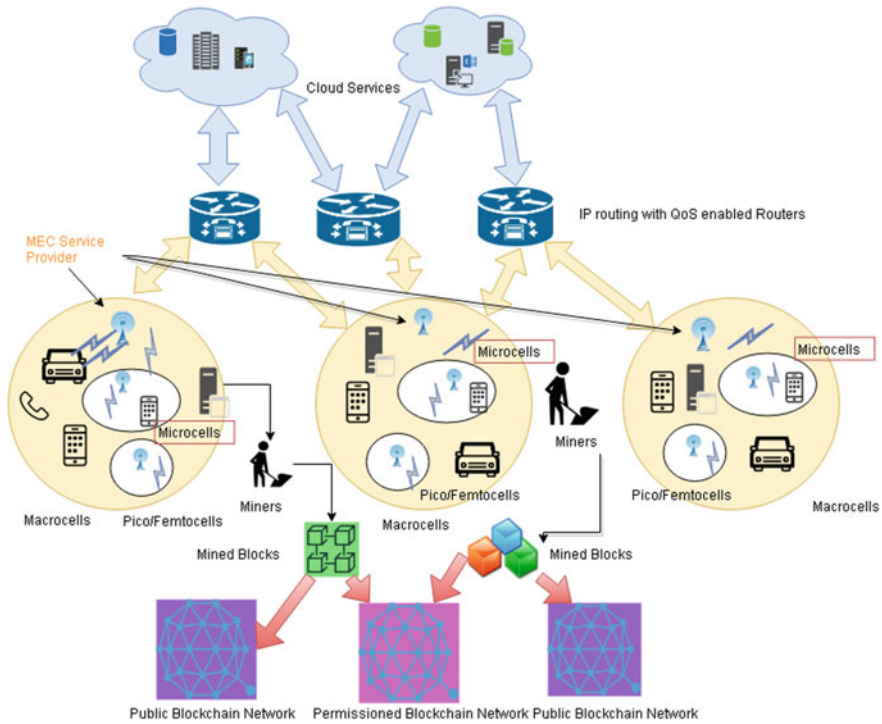 Cloud Services
IP routing with QoS enabled Routers
MEC Service
Provider
Microcells
Microcells
Microcells
Miners
Pico/Femtocells
Pico/Femtocells
Macrocells
Macrocells
Pico/Femtocells
Miners
Macrocells
Mined Blocks
Mined Blocks
Public Blockchain Network
Permissioned Blockchain Network
Public Blockchain Network